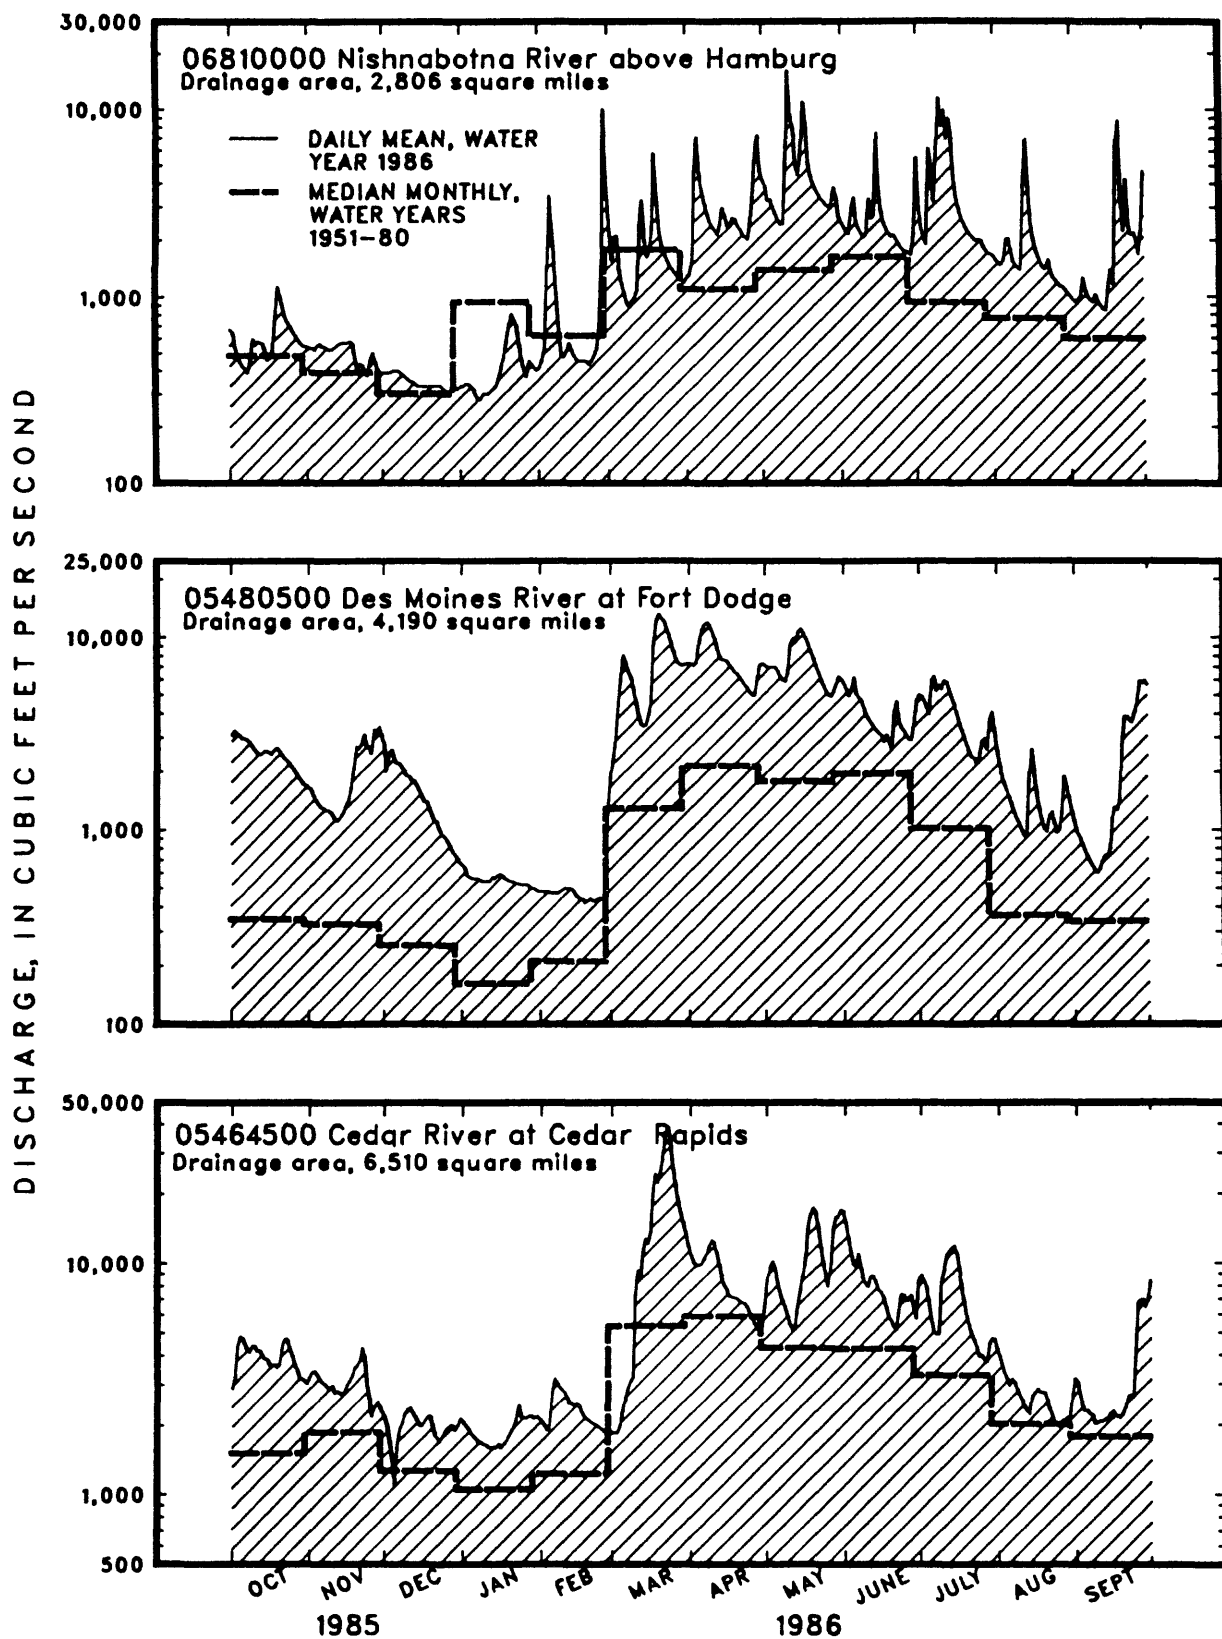 DISCHARGE, IN CUBIC FEET PER SECOND
30,000
10,000
1,000
100
06810000 Nishnabotna River above Hamburg
Drainage area, 2,806 square miles
DAILY MEAN, WATER
YEAR 1986
MEDIAN MONTHLY,
WATER YEARS
1951-80
25,000
10,000
1,000
100
05480500 Des Moines River at Fort Dodge
Drainage area, 4,190 square miles
50,000
10,000
1,000
500
05464500 Cedar River at Cedar Rapids
Drainage area, 6,510 square miles
OCT NOV DEC JAN FEB MAR APR MAY JUNE JULY AUG SEPT
1985 1986